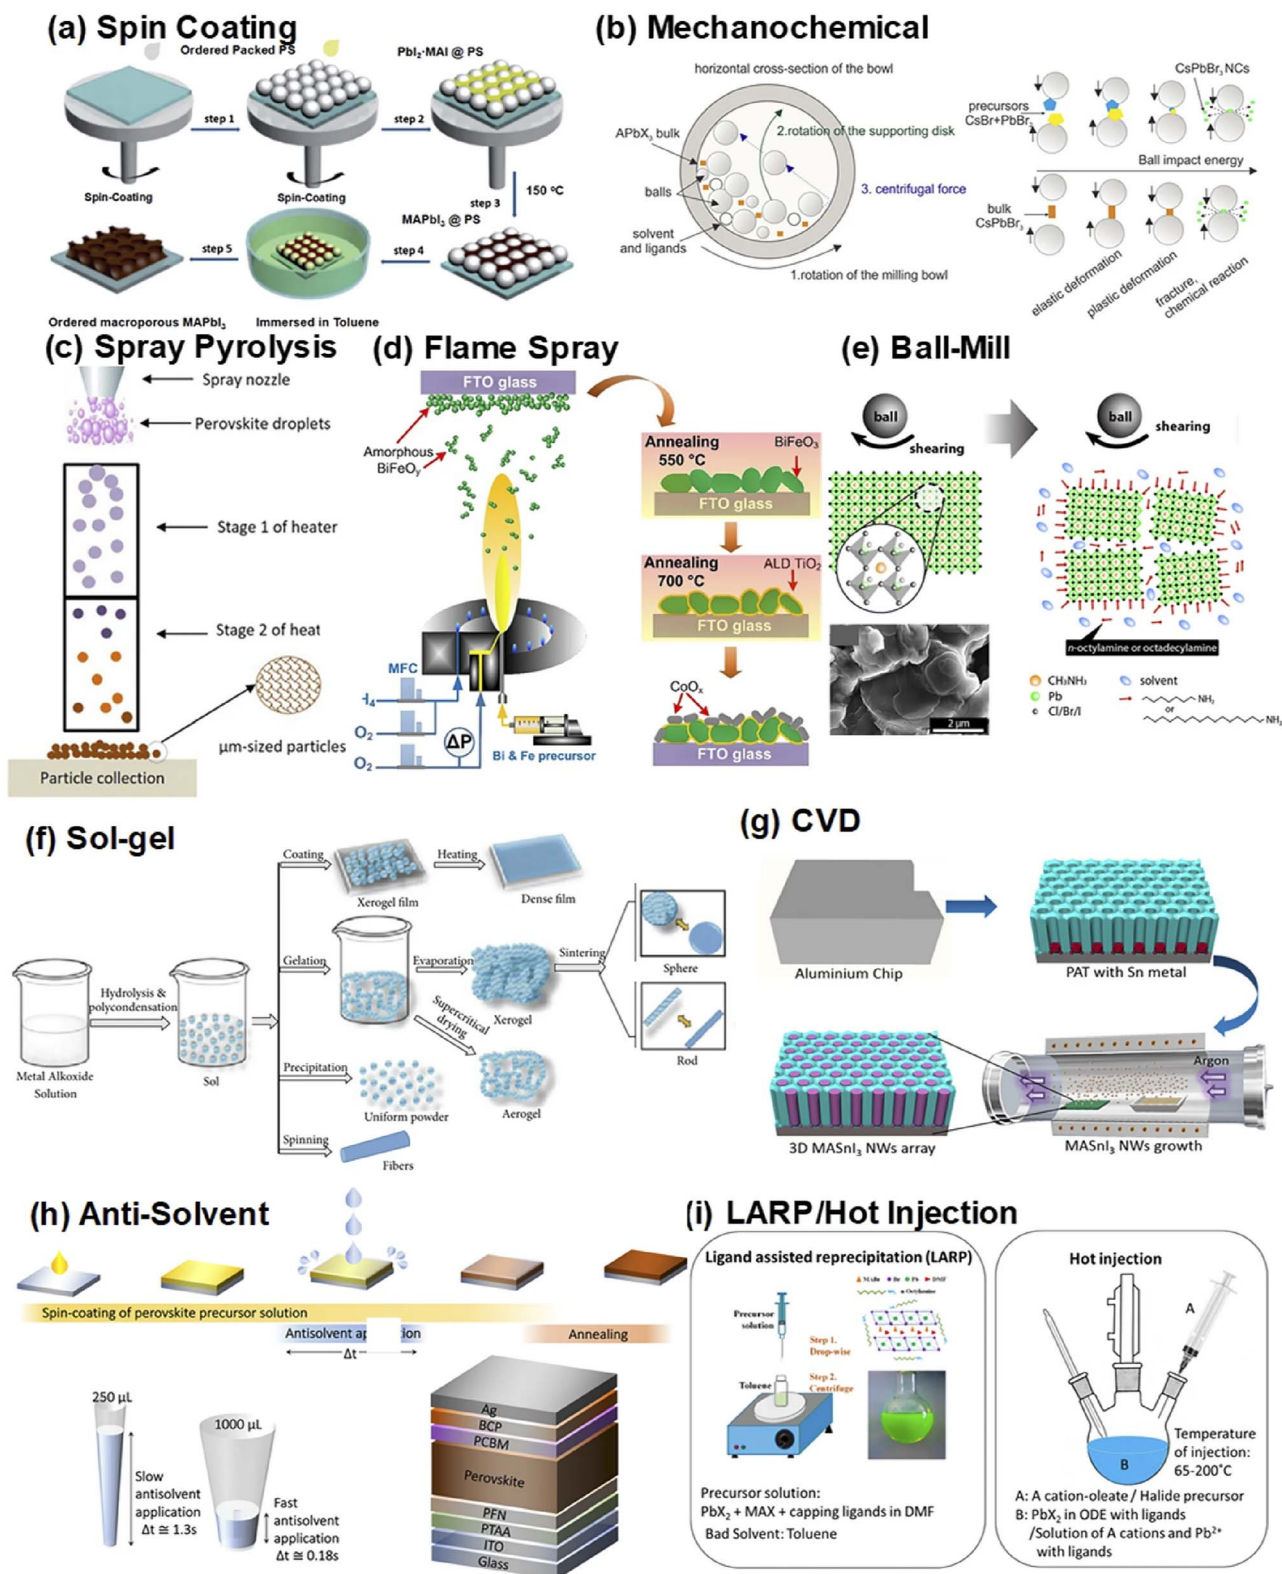 (a) Spin Coating
Ordered Packed PS
PbI₂·MAI @ PS
step 1
step 2
Spin-Coating
Spin-Coating
150 °C
step 3
MAPbI₃ @ PS
step 5
step 4
Ordered macroporous MAPbI₃
Immersed in Toluene
(b) Mechanochemical
horizontal cross-section of the bowl
2.rotation of the supporting disk
APbX₃ bulk
balls
3. centrifugal force
solvent
and ligands
1.rotation of the milling bowl
CsPbBr₃ NCs
precursors
CsBr+PbBr₂
Ball impact energy
bulk
CsPbBr₃
elastic deformation
plastic deformation
fracture,
chemical reaction
(c) Spray Pyrolysis
Spray nozzle
Perovskite droplets
Stage 1 of heater
Stage 2 of heat
μm-sized particles
Particle collection
(d) Flame Spray
FTO glass
Amorphous
BiFeOᵧ
MFC
H₄
O₂
O₂
ΔP
Bi & Fe precursor
Annealing
550 °C
BiFeO₃
FTO glass
Annealing
700 °C
ALD TiO₂
FTO glass
CoOₓ
FTO glass
(e) Ball-Mill
ball
shearing
ball
shearing
2 μm
n-octylamine or octadecylamine
CH₃NH₃
Pb
Cl/Br/I
solvent
NH₂
or
NH₂
(f) Sol-gel
Coating
Heating
Xerogel film
Dense film
Gelation
Evaporation
Sintering
Sphere
Hydrolysis &
polycondensation
Supercritical
drying
Xerogel
Rod
Metal Alkoxide
Solution
Sol
Precipitation
Uniform powder
Aerogel
Spinning
Fibers
(g) CVD
Aluminium Chip
PAT with Sn metal
Argon
3D MASnI₃ NWs array
MASnI₃ NWs growth
(h) Anti-Solvent
Spin-coating of perovskite precursor solution
Antisolvent ap
ation
Annealing
Δt
250 μL
1000 μL
Slow
antisolvent
application
Δt ≅ 1.3s
Fast
antisolvent
application
Δt ≅ 0.18s
Ag
BCP
PCBM
Perovskite
PFN
PTAA
ITO
Glass
(i) LARP/Hot Injection
Ligand assisted reprecipitation (LARP)
MABr Br Pb DMF
n-Octylamine
Precursor
solution
Step 1.
Drop-wise
Toluene
Step 2.
Centrifuge
Precursor solution:
PbX₂ + MAX + capping ligands in DMF
Bad Solvent: Toluene
Hot injection
A
B
Temperature
of injection:
65-200°C
A: A cation-oleate / Halide precursor
B: PbX₂ in ODE with ligands
/Solution of A cations and Pb²⁺
with ligands